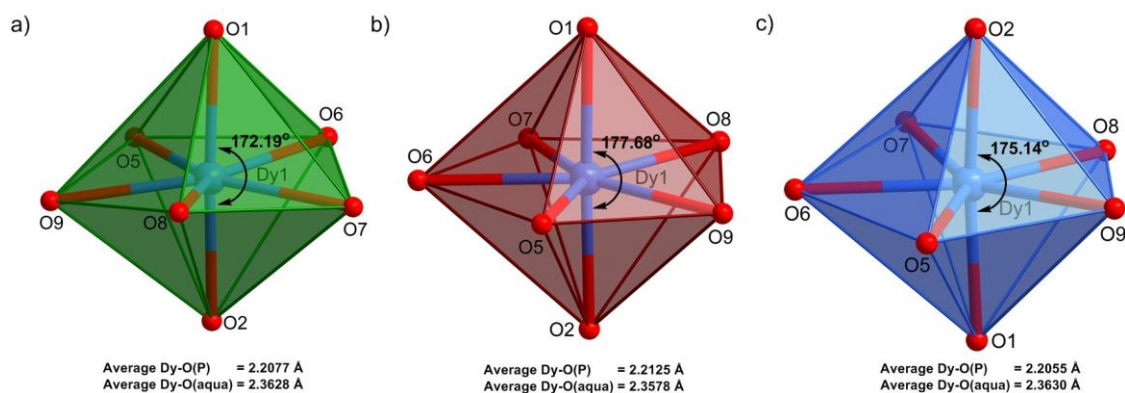 a)
O1
O6
172.19°
O5
Dy1
O9
O8
O7
O2
Average Dy-O(P) = 2.2077 Å
Average Dy-O(aqua) = 2.3628 Å
b)
O1
O7
O8
177.68°
O6
Dy1
O5
O9
O2
Average Dy-O(P) = 2.2125 Å
Average Dy-O(aqua) = 2.3578 Å
c)
O2
O8
175.14°
O7
O6
Dy1
O9
O5
O1
Average Dy-O(P) = 2.2055 Å
Average Dy-O(aqua) = 2.3630 Å